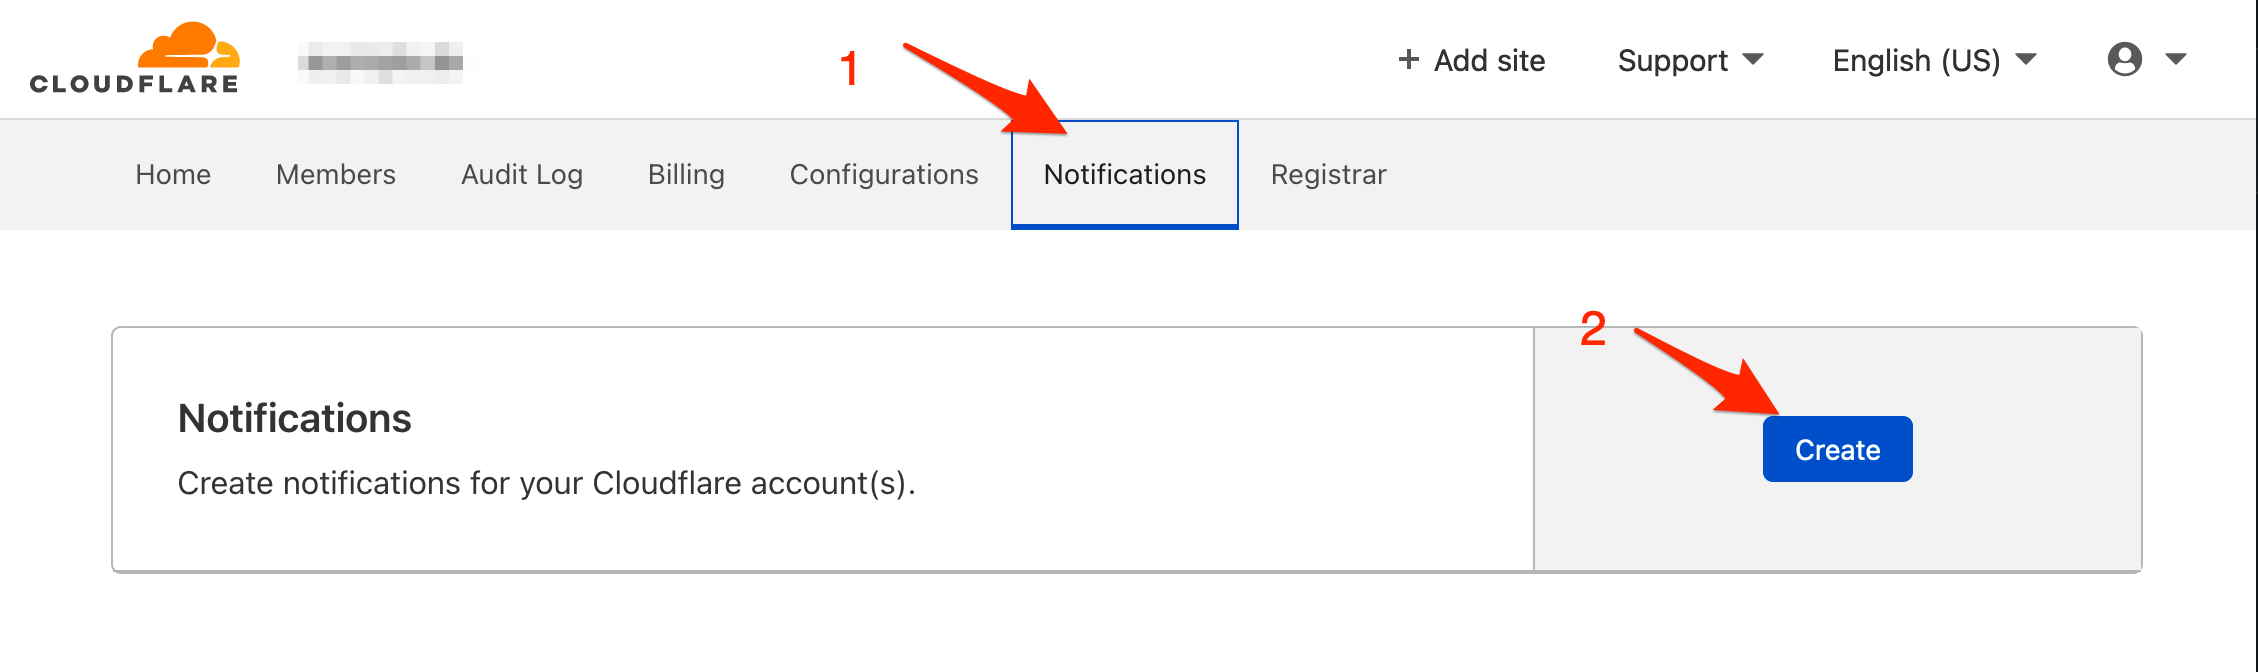 CLOUDFLARE
1
+ Add site
Support
English (US)
Home
Members
Audit Log
Billing
Configurations
Notifications
Registrar
2
Notifications
Create notifications for your Cloudflare account(s).
Create